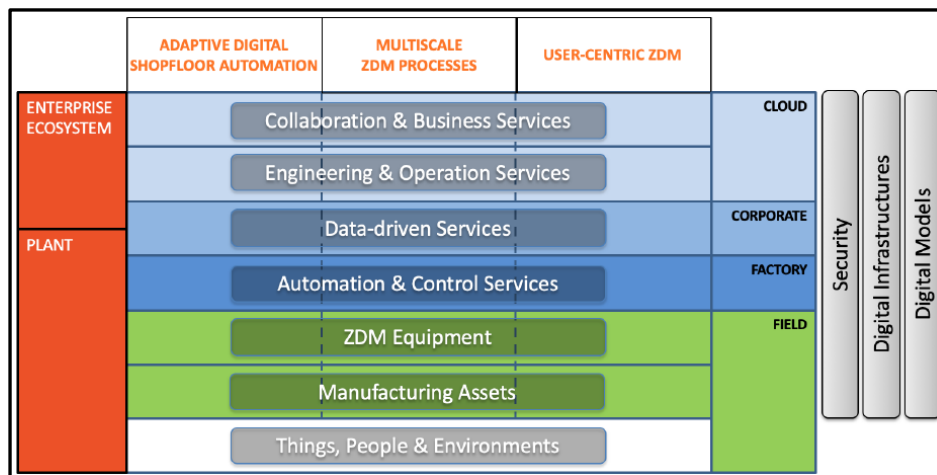 ADAPTIVE DIGITAL
SHOPFLOOR AUTOMATION
MULTISCALE
ZDM PROCESSES
USER-CENTRIC ZDM
ENTERPRISE
ECOSYSTEM
PLANT
Collaboration & Business Services
Engineering & Operation Services
Data-driven Services
Automation & Control Services
ZDM Equipment
Manufacturing Assets
Things, People & Environments
CLOUD
CORPORATE
FACTORY
FIELD
Security
Digital Infrastructures
Digital Models